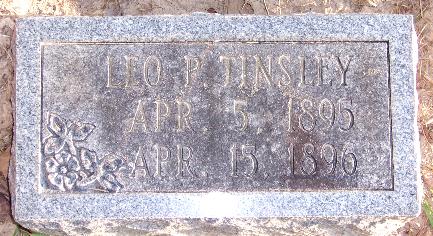 LEO P. TINSLEY
APR. 5, 1895
APR. 15, 1896